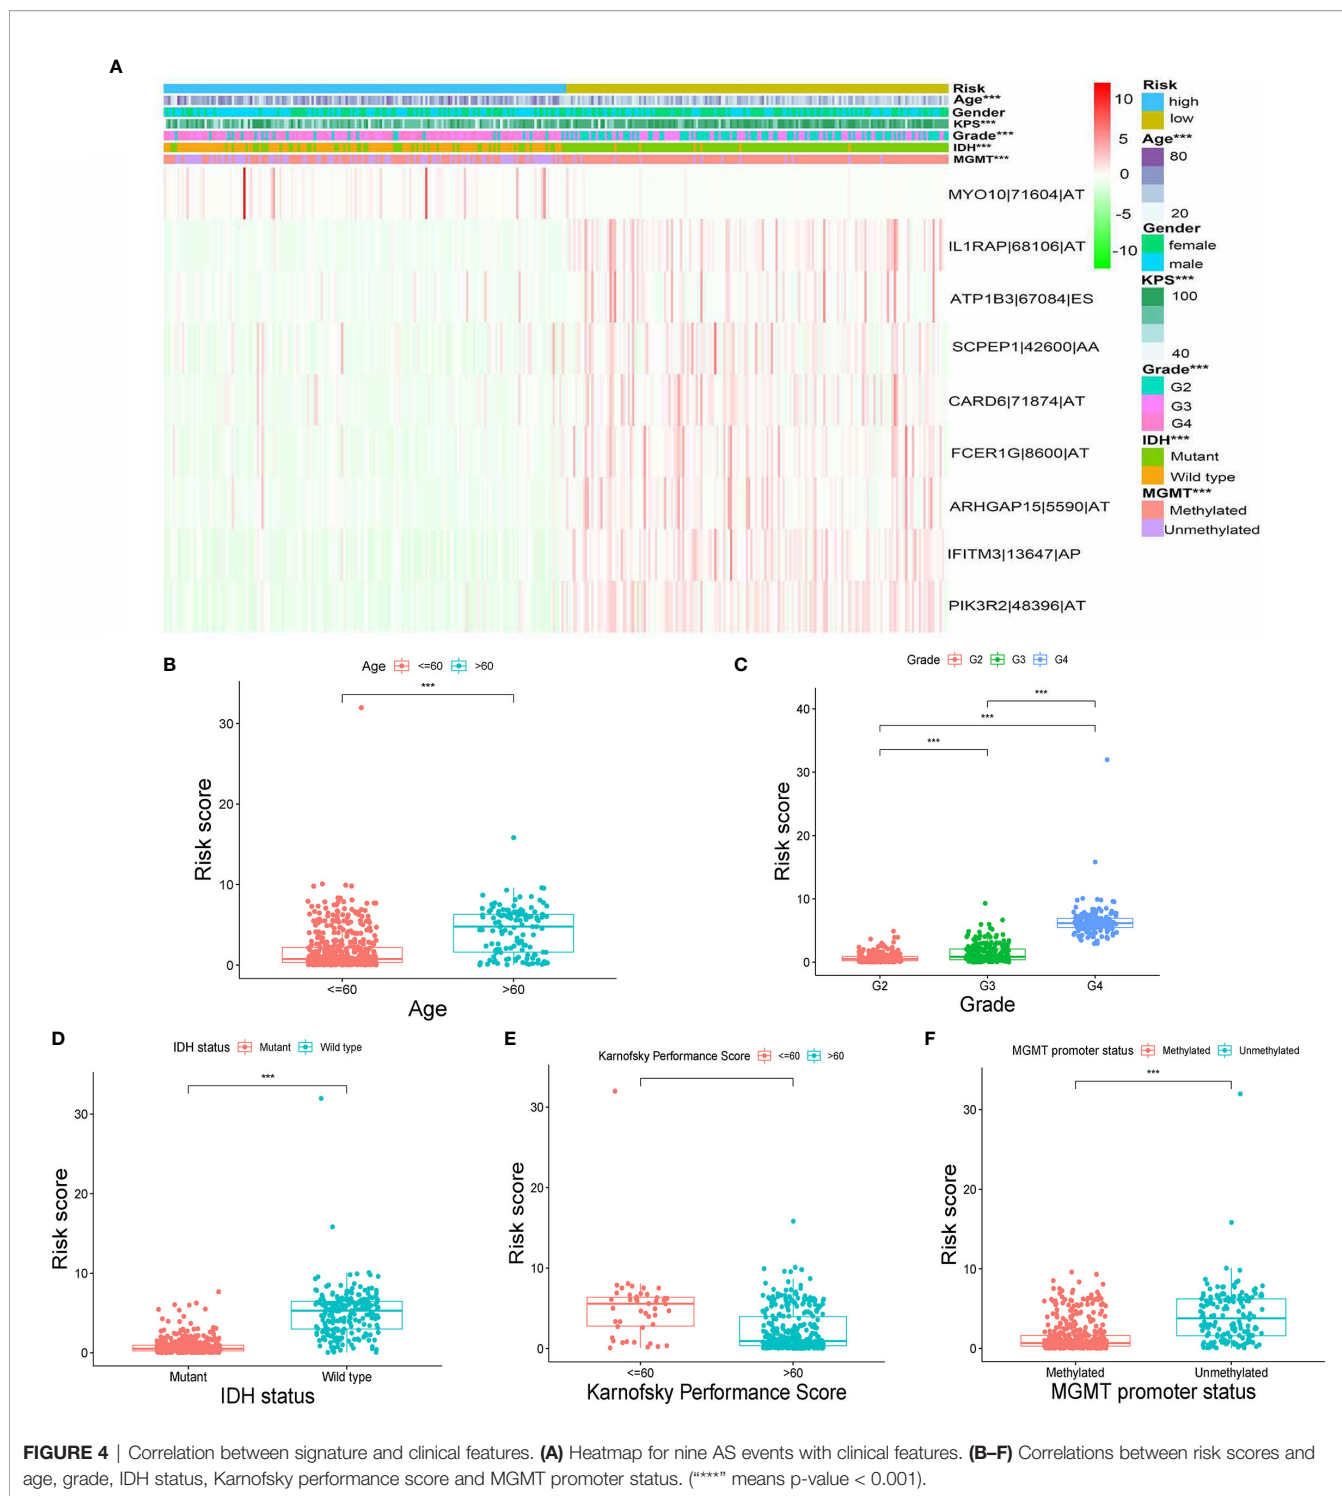 A
Risk
Age***
Gender
KPS***
Grade***
IDH***
MGMT***
MYO10|71604|AT
IL1RAP|68106|AT
ATP1B3|67084|ES
SCPEP1|42600|AA
CARD6|71874|AT
FCER1G|8600|AT
ARHGAP15|5590|AT
IFITM3|13647|AP
PIK3R2|48396|AT
10
5
0
-5
-10
Risk
high
low
Age***
80
20
Gender
female
male
KPS***
100
40
Grade***
G2
G3
G4
IDH***
Mutant
Wild type
MGMT***
Methylated
Unmethylated
B
Age <=60 >60
***
Risk score
30
20
10
0
<=60 >60
Age
C
Grade G2 G3 G4
***
***
***
Risk score
40
30
20
10
0
G2 G3 G4
Grade
D
IDH status Mutant Wild type
***
Risk score
30
20
10
0
Mutant Wild type
IDH status
E
Karnofsky Performance Score <=60 >60
Risk score
30
20
10
0
<=60 >60
Karnofsky Performance Score
F
MGMT promoter status Methylated Unmethylated
***
Risk score
30
20
10
0
Methylated Unmethylated
MGMT promoter status
FIGURE 4 | Correlation between signature and clinical features. (A) Heatmap for nine AS events with clinical features. (B–F) Correlations between risk scores and
age, grade, IDH status, Karnofsky performance score and MGMT promoter status. (“***” means p-value < 0.001).